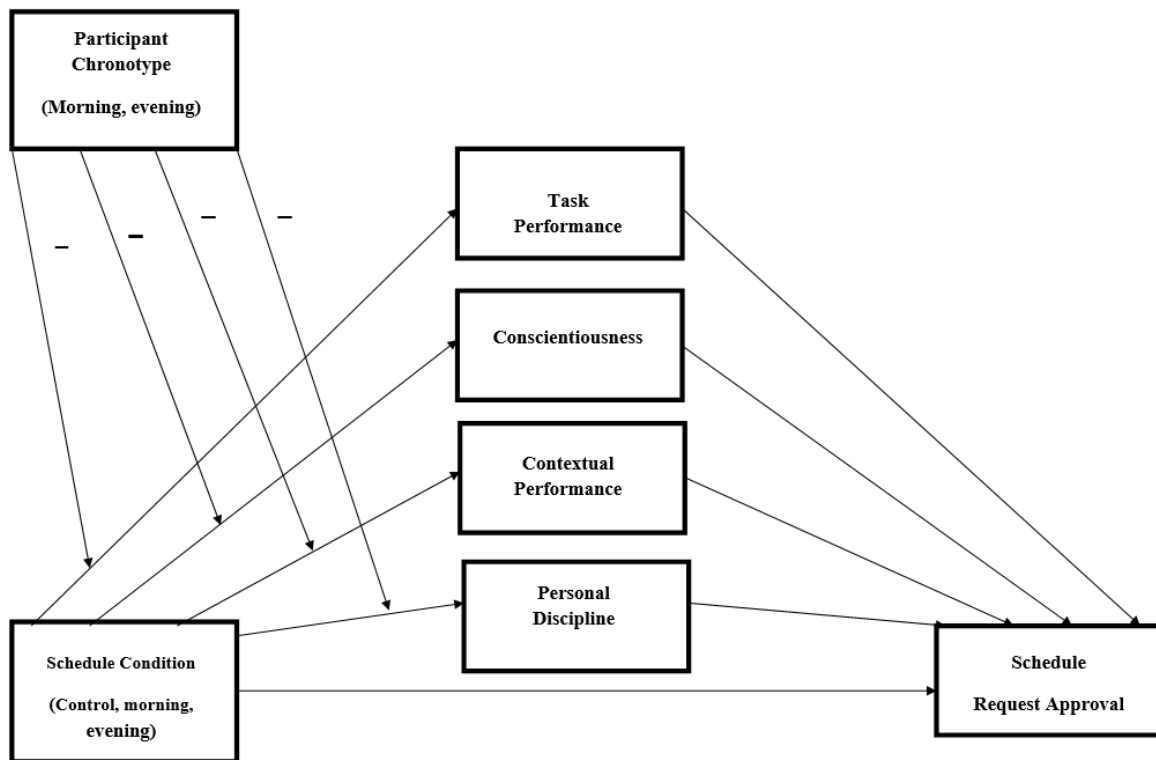 Participant
Chronotype
(Morning, evening)
–
–
–
–
Task
Performance
Conscientiousness
Contextual
Performance
Personal
Discipline
Schedule Condition
(Control, morning,
evening)
Schedule
Request Approval